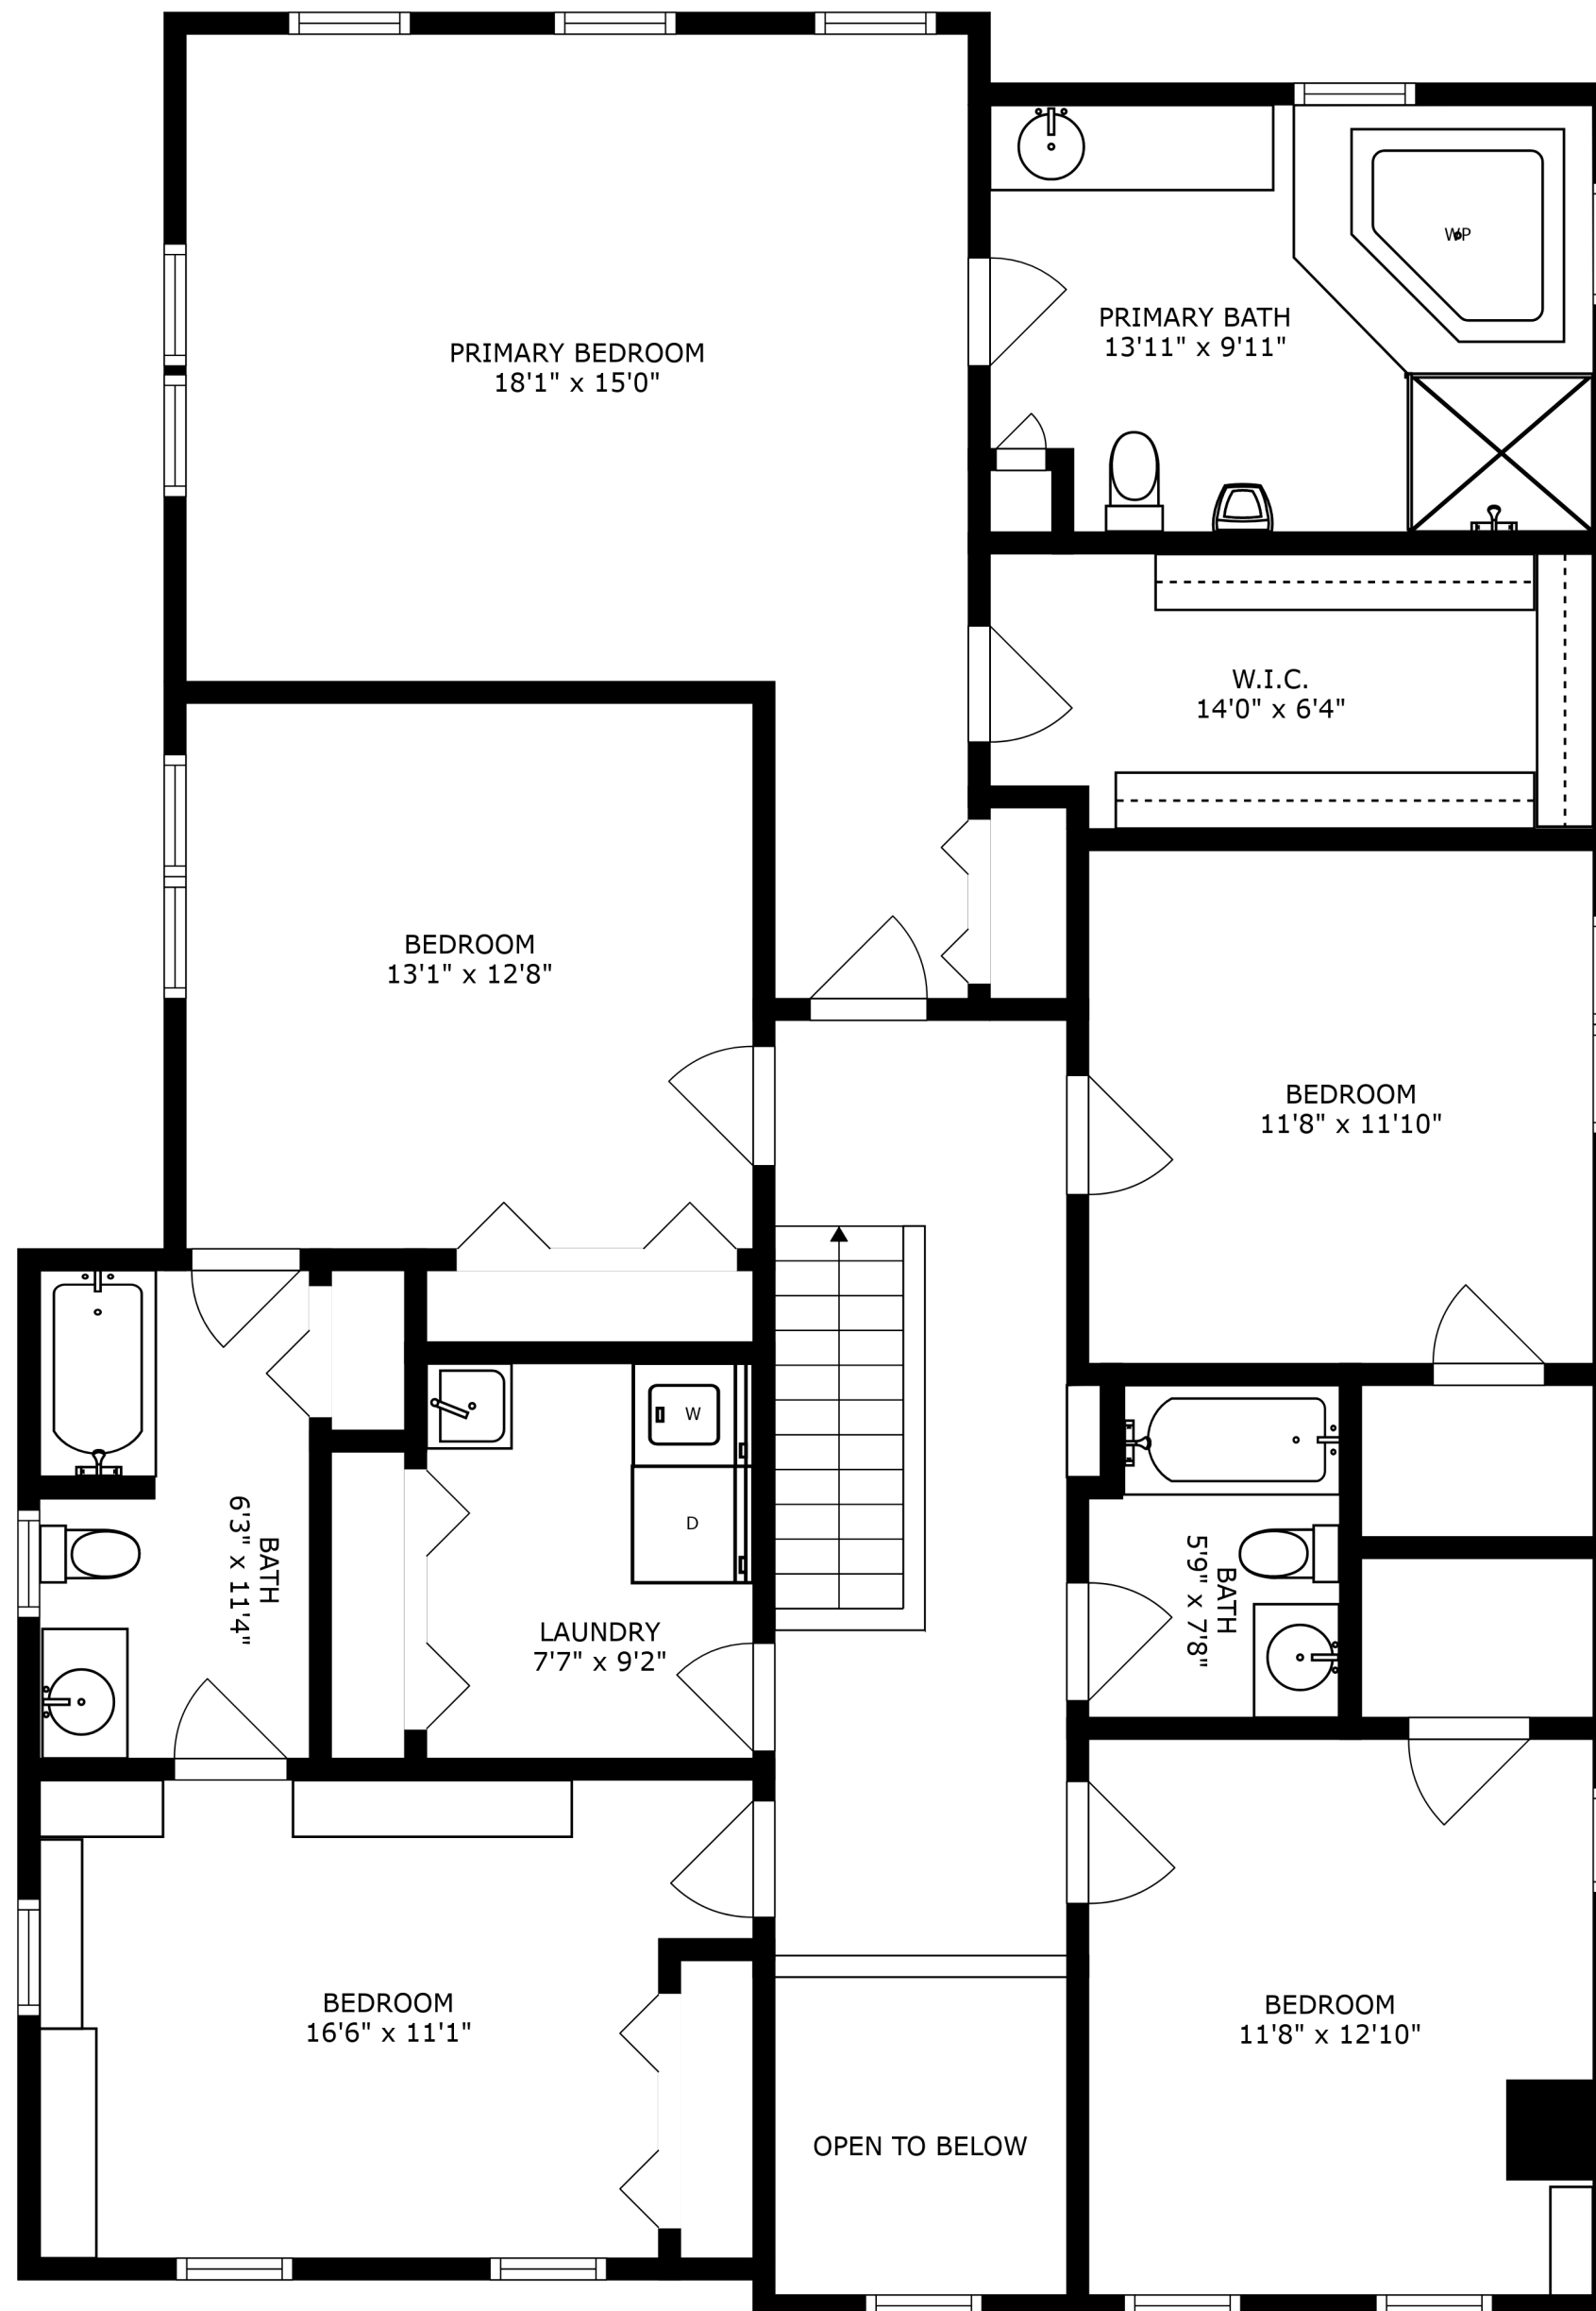 PRIMARY BEDROOM
18'1" x 15'0"
PRIMARY BATH
13'11" x 9'11"
WP
W.I.C.
14'0" x 6'4"
BEDROOM
13'1" x 12'8"
BEDROOM
11'8" x 11'10"
BATH
6'3" x 11'4"
W
D
LAUNDRY
7'7" x 9'2"
BATH
5'9" x 7'8"
BEDROOM
16'6" x 11'1"
BEDROOM
11'8" x 12'10"
OPEN TO BELOW